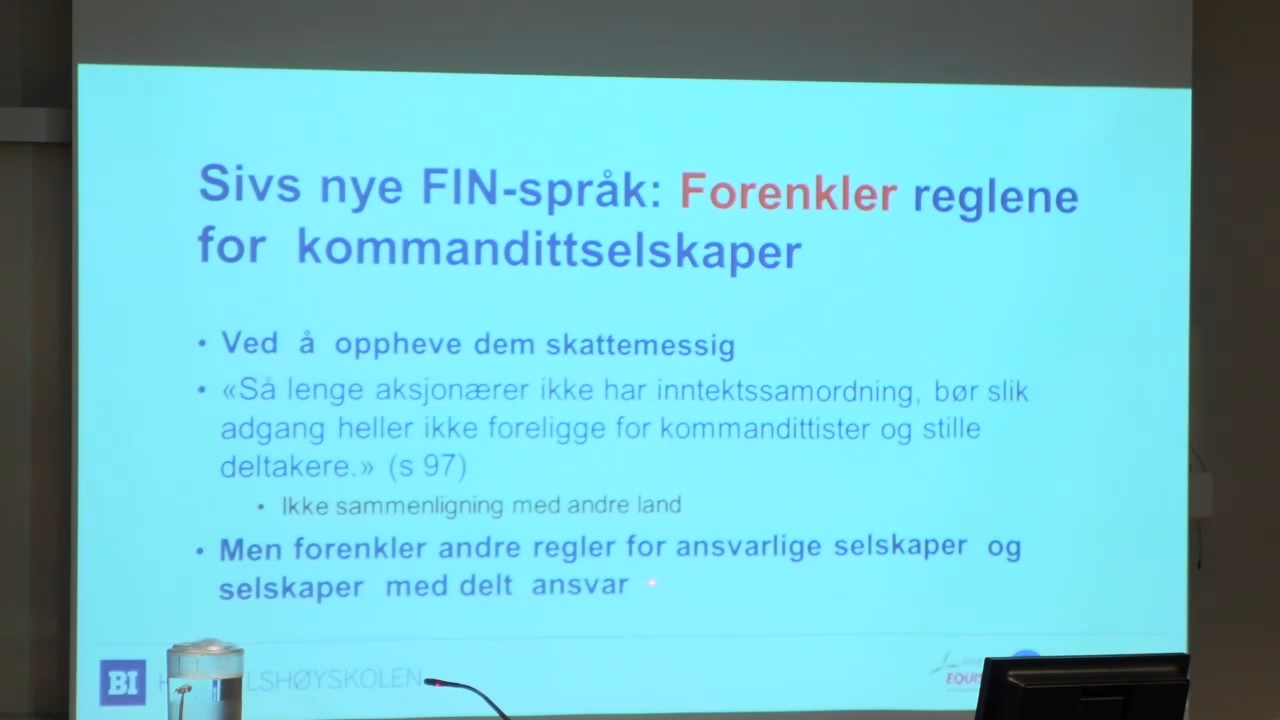 Sivs nye FIN-språk: Forenkler reglene
for kommandittselskaper
• Ved å oppheve dem skattemessig
• «Så lenge aksjonærer ikke har inntektssamordning, bør slik
adgang heller ikke foreligge for kommandittister og stille
deltakere.» (s 97)
• Ikke sammenligning med andre land
• Men forenkler andre regler for ansvarlige selskaper og
selskaper med delt ansvar
BI